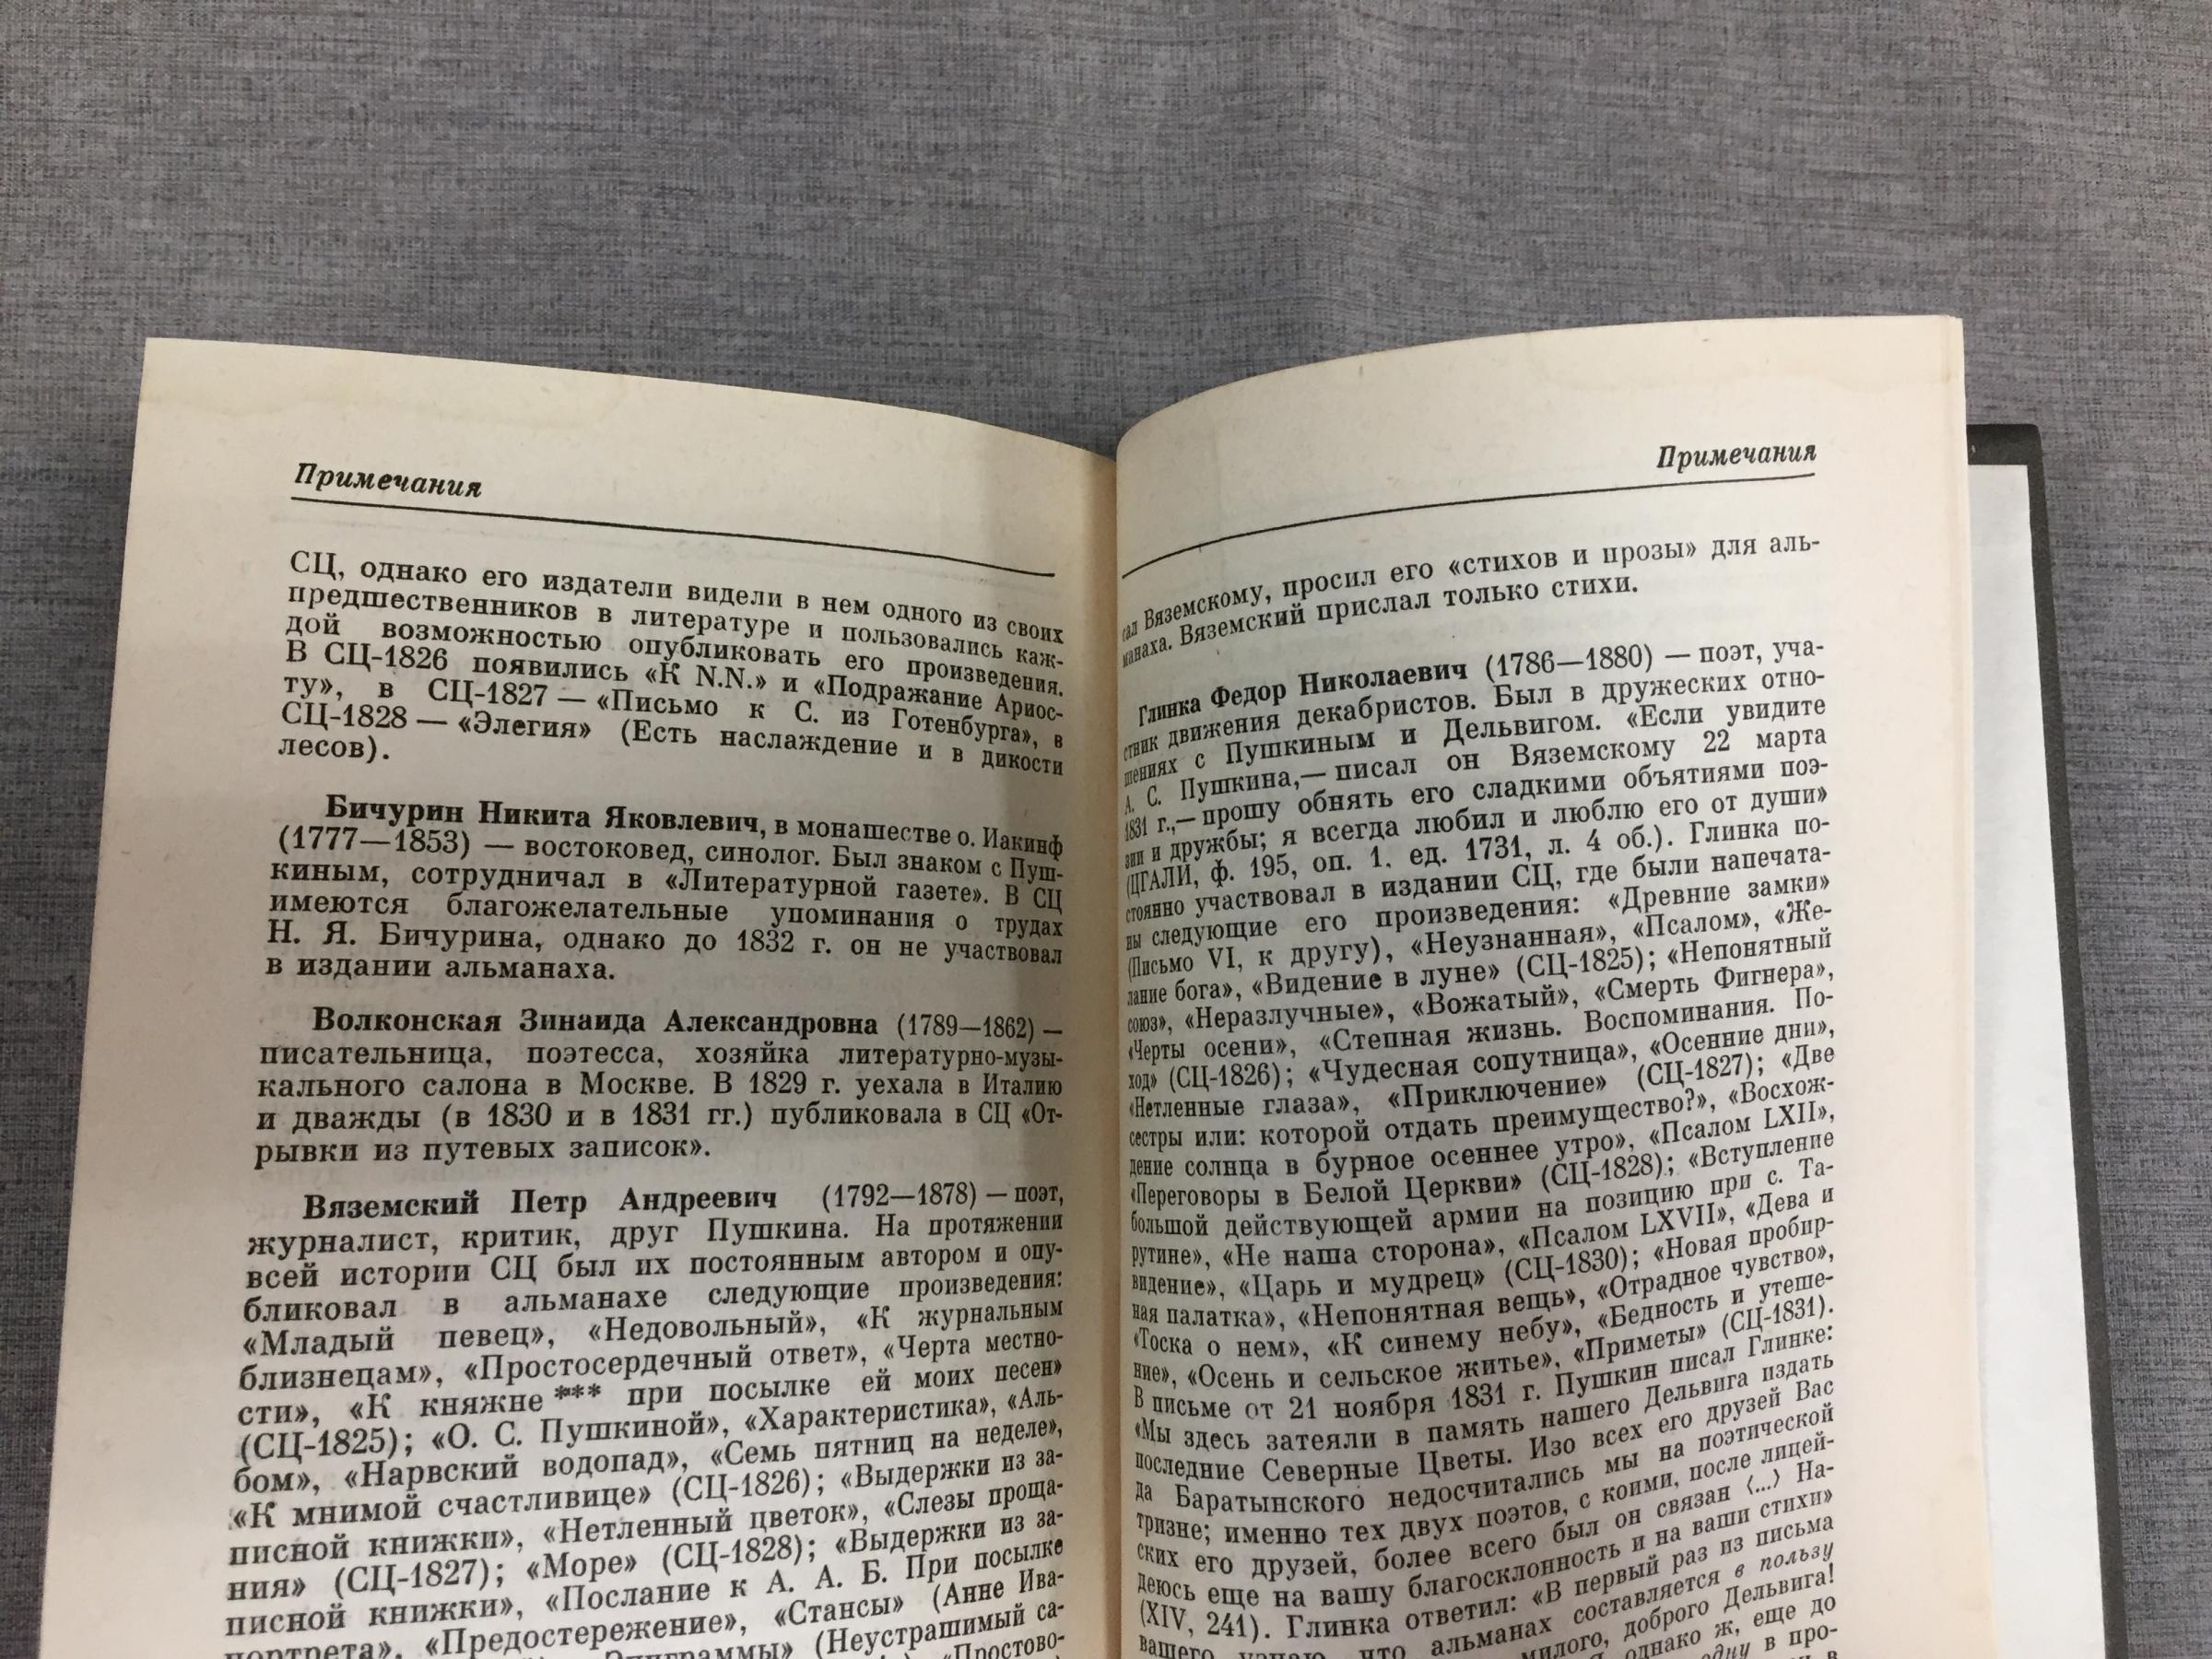 Примечания
СЦ, однако его издатели видели в нем одного из своих
предшественников в литературе и пользовались каж-
дой возможностью опубликовать его произведения.
В СЦ-1826 появились «К N.N.» и «Подражание Ариос-
ту», в СЦ-1827 — «Письмо к С. из Готенбурга», в
СЦ-1828 — «Элегия» (Есть наслаждение и в дикости
лесов).
Бичурин Никита Яковлевич, в монашестве о. Иакинф
(1777—1853) — востоковед, синолог. Был знаком с Пуш-
киным, сотрудничал в «Литературной газете». В СЦ
имеются благожелательные упоминания о трудах
Н. Я. Бичурина, однако до 1832 г. он не участвовал
в издании альманаха.
Волконская Зинаида Александровна (1789—1862) —
писательница, поэтесса, хозяйка литературно-музы-
кального салона в Москве. В 1829 г. уехала в Италию
и дважды (в 1830 и в 1831 гг.) публиковала в СЦ «От-
рывки из путевых записок».
Вяземский Петр Андреевич (1792—1878) — поэт,
журналист, критик, друг Пушкина. На протяжении
всей истории СЦ был их постоянным автором и опу-
бликовал в альманахе следующие произведения:
«Младый певец», «Недовольный», «К журнальным
близнецам», «Простосердечный ответ», «Черта местно-
сти», «К княжне *** при посылке ей моих песен»
(СЦ-1825); «О. С. Пушкиной», «Характеристика», «Аль-
бом», «Нарвский водопад», «Семь пятниц на неделе»,
«К мнимой счастливице» (СЦ-1826); «Выдержки из за-
писной книжки», «Нетленный цветок», «Слезы проща-
ния» (СЦ-1827); «Море» (СЦ-1828); «Выдержки из за-
писной книжки», «Послание к А. А. Б. При посылке
портрета», «Предостережение», «Стансы» (Анне Ива-
«Эпиграммы» (Неустрашимый са-
«Простово-
Примечания
сал Вяземскому, просил его «стихов и прозы» для аль-
манаха. Вяземский прислал только стихи.
Глинка Федор Николаевич (1786—1880) — поэт, уча-
стник движения декабристов. Был в дружеских отно-
шениях с Пушкиным и Дельвигом. «Если увидите
А. С. Пушкина,— писал он Вяземскому 22 марта
1831 г.,— прошу обнять его сладкими объятиями поэ-
зии и дружбы; я всегда любил и люблю его от души»
(ЦГАЛИ, ф. 195, оп. 1. ед. 1731, л. 4 об.). Глинка по-
стоянно участвовал в издании СЦ, где были напечата-
ны следующие его произведения: «Древние замки»
(Письмо VI, к другу), «Неузнанная», «Псалом», «Же-
лание бога», «Видение в луне» (СЦ-1825); «Непонятный
союз», «Неразлучные», «Вожатый», «Смерть Фигнера»,
«Черты осени», «Степная жизнь. Воспоминания. По-
ход» (СЦ-1826); «Чудесная сопутница», «Осенние дни»,
«Нетленные глаза», «Приключение» (СЦ-1827); «Две
сестры или: которой отдать преимущество?», «Восхож-
дение солнца в бурное осеннее утро», «Псалом LXII»,
«Переговоры в Белой Церкви» (СЦ-1828); «Вступление
большой действующей армии на позицию при с. Та-
рутине», «Не наша сторона», «Псалом LXVII», «Дева и
видение», «Царь и мудрец» (СЦ-1830); «Новая пробир-
ная палатка», «Непонятная вещь», «Отрадное чувство»,
«Тоска о нем», «К синему небу», «Бедность и утеше-
ние», «Осень и сельское житье», «Приметы» (СЦ-1831).
В письме от 21 ноября 1831 г. Пушкин писал Глинке:
«Мы здесь затеяли в память нашего Дельвига издать
последние Северные Цветы. Изо всех его друзей Вас
да Баратынского недосчитались мы на поэтической
тризне; именно тех двух поэтов, с коими, после лицей-
ских его друзей, более всего был он связан ⟨...⟩ На-
деюсь еще на вашу благосклонность и на ваши стихи»
(XIV, 241). Глинка ответил: «В первый раз из письма
вашего узнаю, что альманах составляется в пользу
милого, доброго Дельвига!
однако ж, еще до
одну в про-